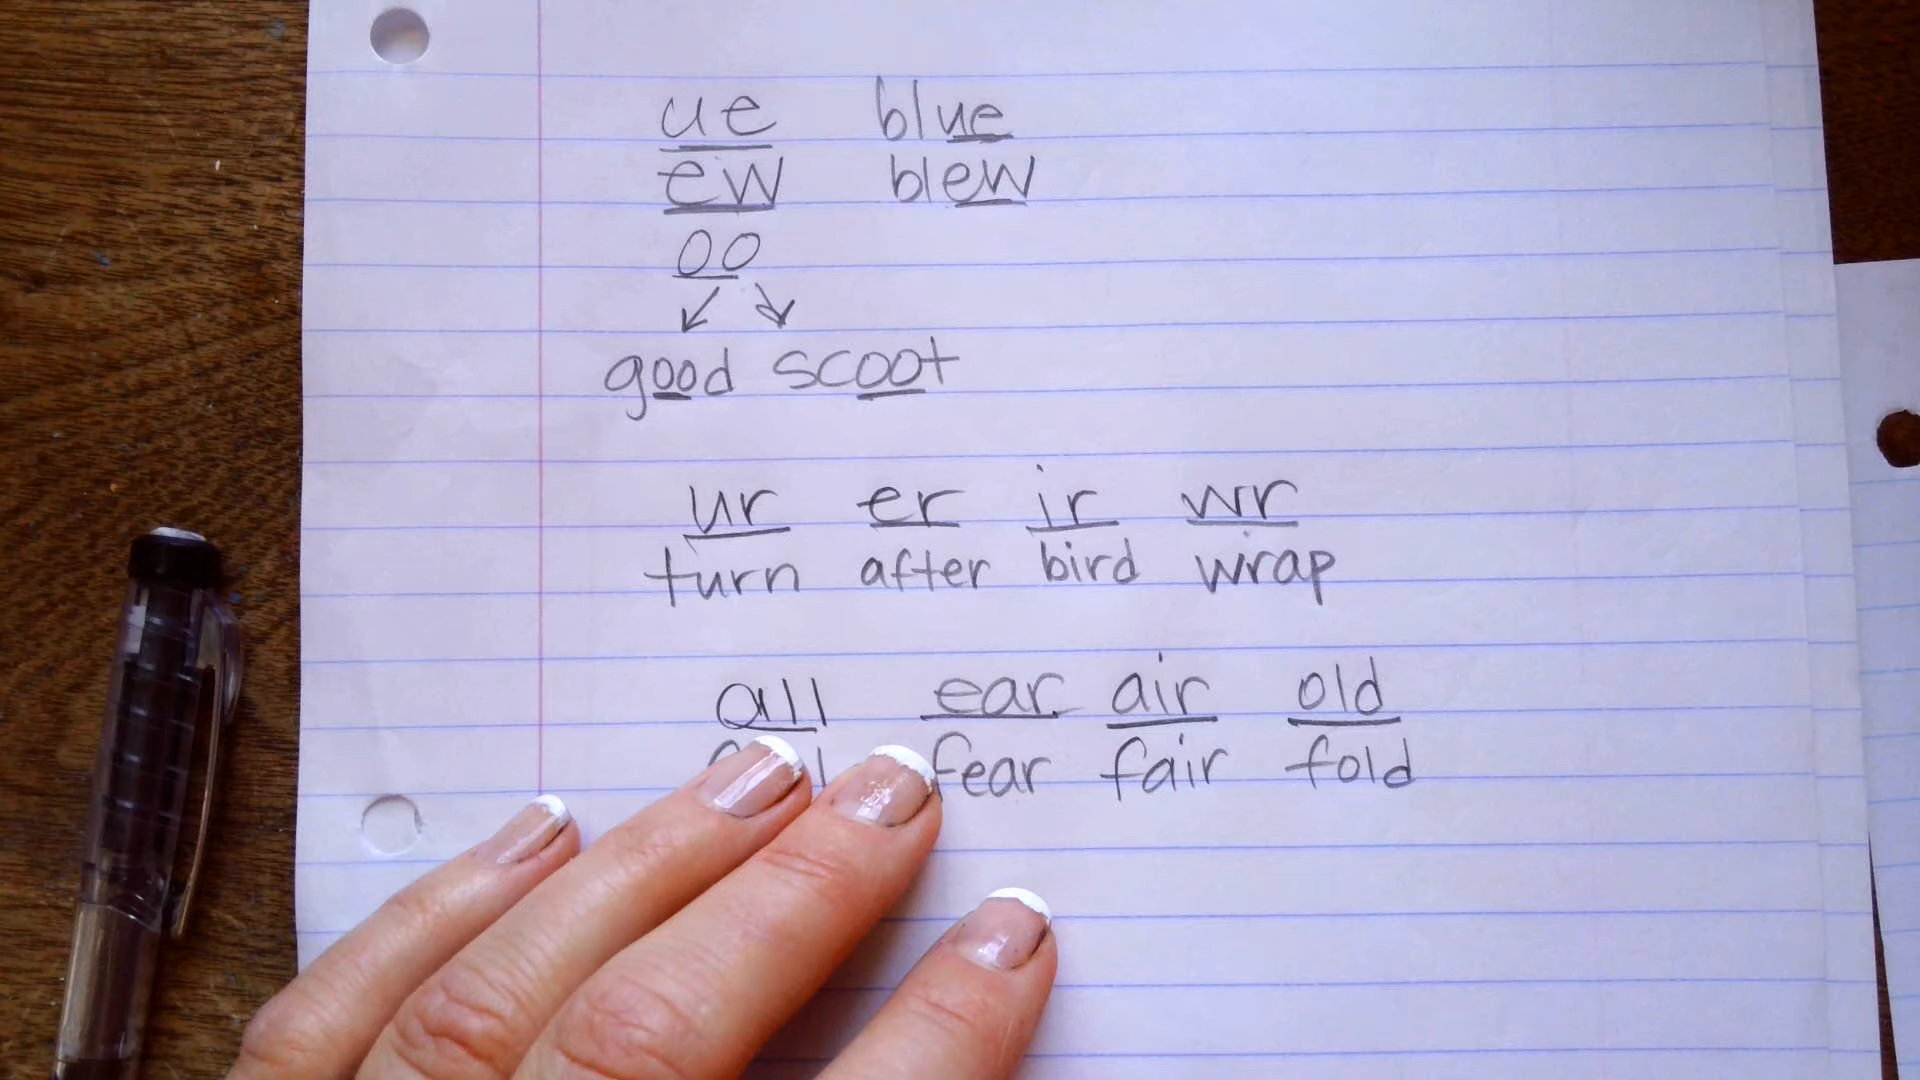 ue blue
ew blew
oo
good scoot
ur er ir wr
turn after bird wrap
all ear air old
fear fair fold